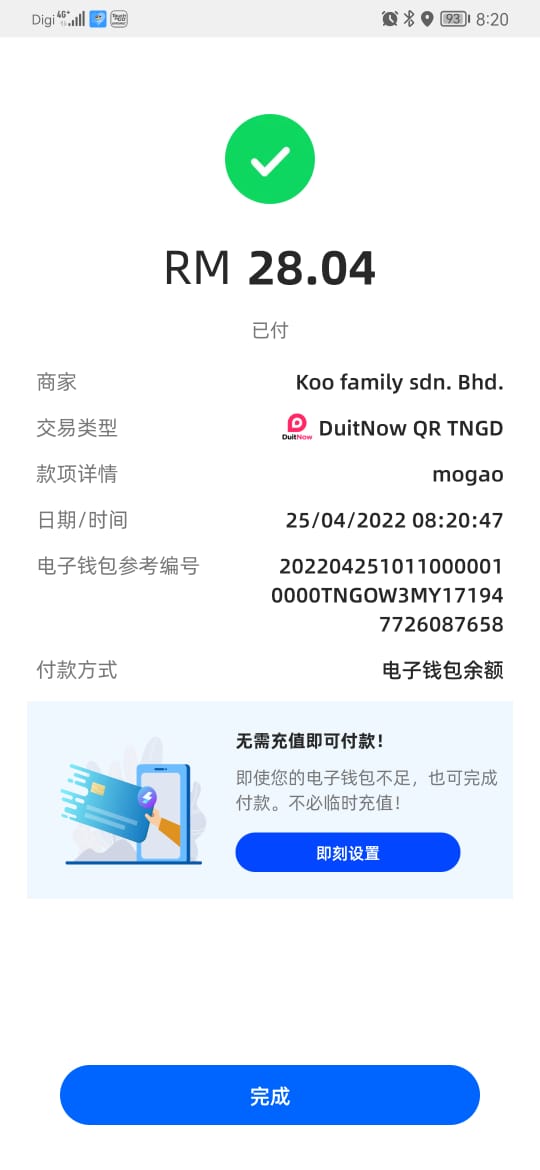 Digi 4G+ Touch 'n GO eWallet 93 8:20
RM 28.04
已付
商家 Koo family sdn. Bhd.
交易类型 DuitNow DuitNow QR TNGD
款项详情 mogao
日期/时间 25/04/2022 08:20:47
电子钱包参考编号 202204251011000001
0000TNGOW3MY17194
7726087658
付款方式 电子钱包余额
无需充值即可付款!
即使您的电子钱包不足，也可完成
付款。不必临时充值!
即刻设置
完成